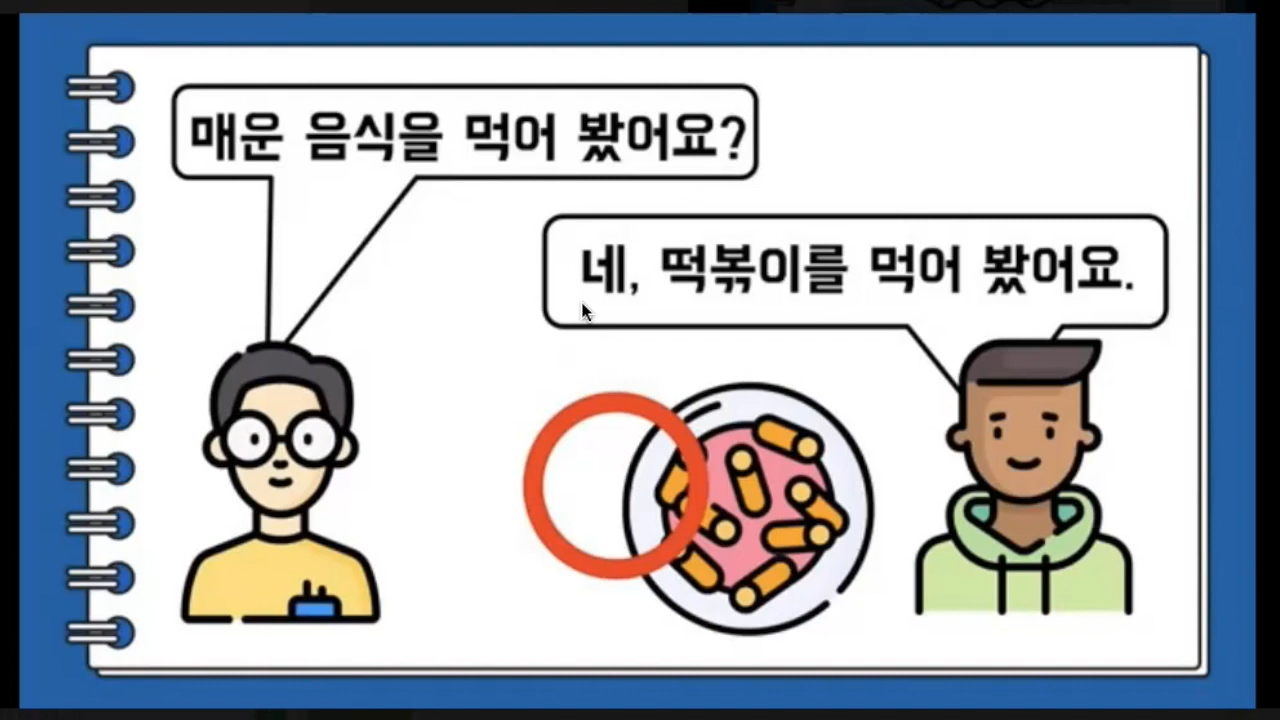 매운 음식을 먹어 봤어요?
네, 떡볶이를 먹어 봤어요.